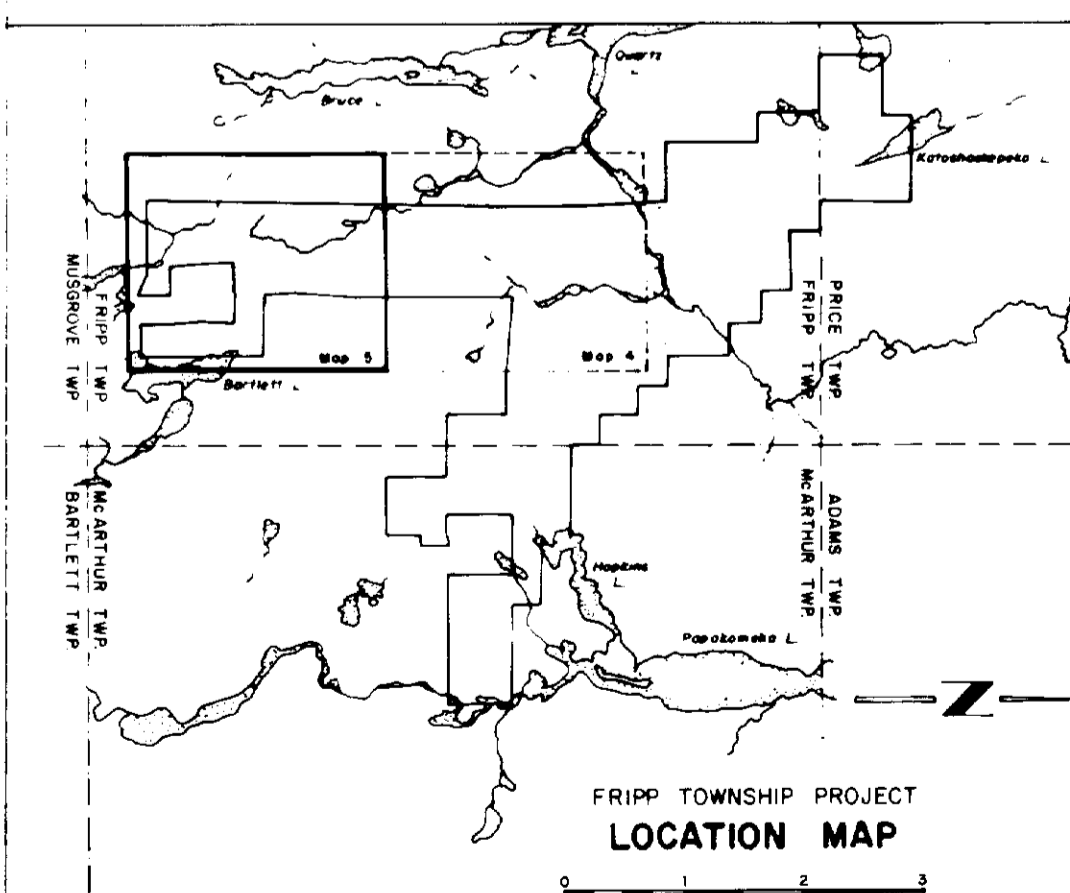 Quartz
L
Bruce L
Katoshaskepeko L
MUSGROVE TWP
FRIPP TWP
PRICE TWP.
FRIPP TWP.
Map 5
Map 4
Bartlett L
McARTHUR TWP.
BARTLETT TWP
ADAMS TWP.
McARTHUR TWP.
Hopkins
L
Papakomeka L
N
FRIPP TOWNSHIP PROJECT
LOCATION MAP
0 1 2 3